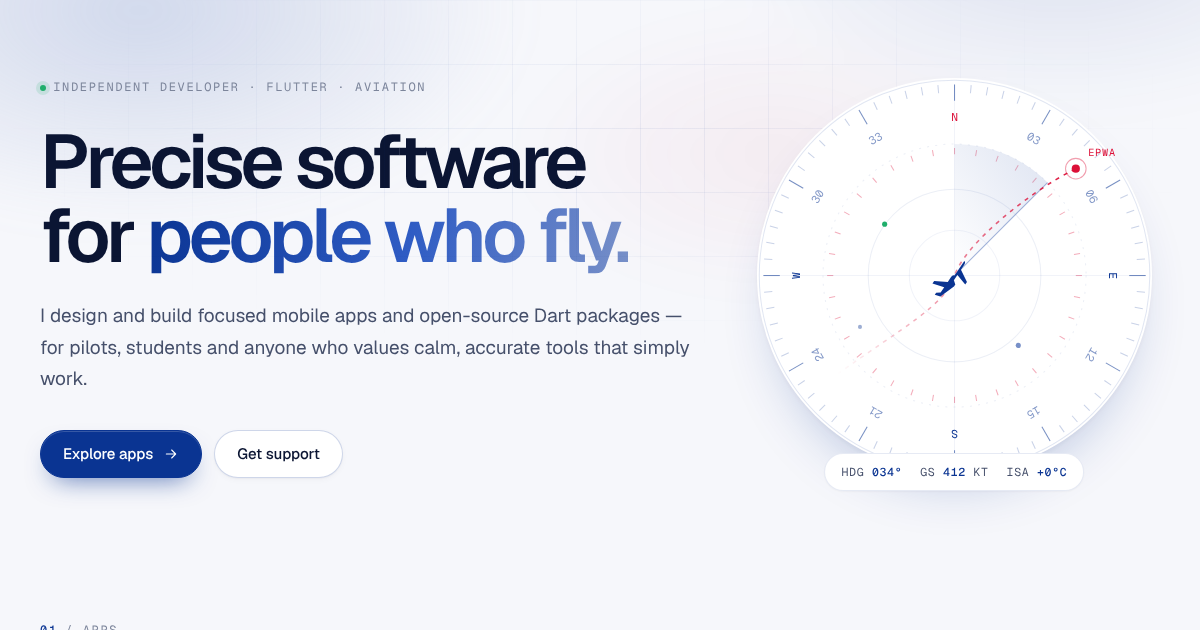 INDEPENDENT DEVELOPER · FLUTTER · AVIATION
Precise software
for people who fly.
I design and build focused mobile apps and open-source Dart packages —
for pilots, students and anyone who values calm, accurate tools that simply
work.
Explore apps →
Get support
N
03
EPWA
06
E
12
15
S
21
24
W
30
33
HDG 034° GS 412 KT ISA +0°C
01 / APPS